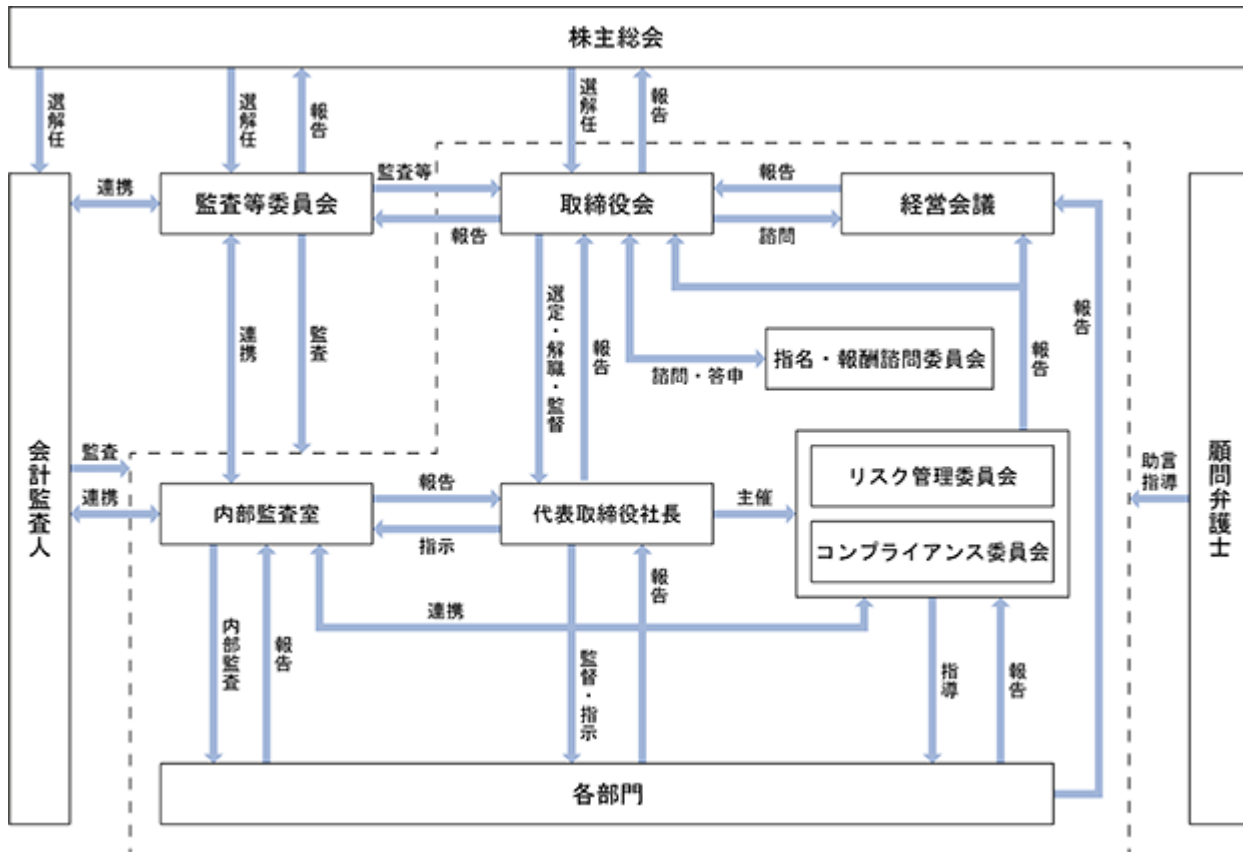 株主総会
選解任
選解任
報告
選解任
報告
連携
監査等委員会
監査等
報告
取締役会
報告
諮問
経営会議
連携
監査
選定・解職・監督
報告
諮問・答申
指名・報酬諮問委員会
報告
報告
会計監査人
監査
連携
内部監査室
報告
指示
代表取締役社長
主催
リスク管理委員会
コンプライアンス委員会
助言
指導
顧問弁護士
内部監査
報告
連携
監督・指示
報告
指導
報告
各部門